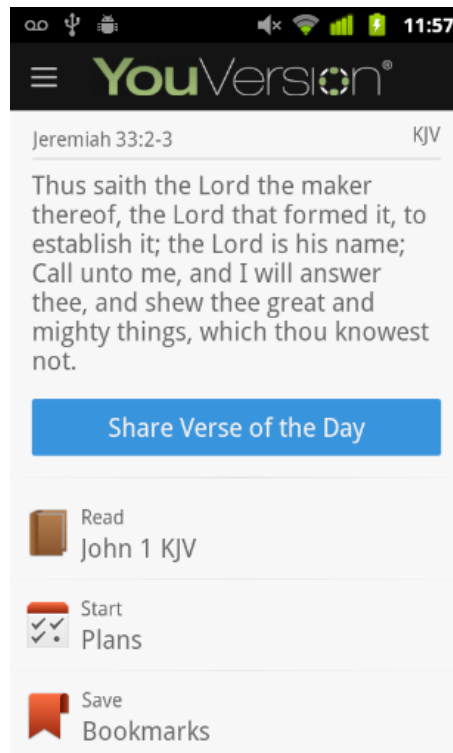 11:57
YouVersion®
Jeremiah 33:2-3 KJV
Thus saith the Lord the maker
thereof, the Lord that formed it, to
establish it; the Lord is his name;
Call unto me, and I will answer
thee, and shew thee great and
mighty things, which thou knowest
not.
Share Verse of the Day
Read
John 1 KJV
Start
Plans
Save
Bookmarks